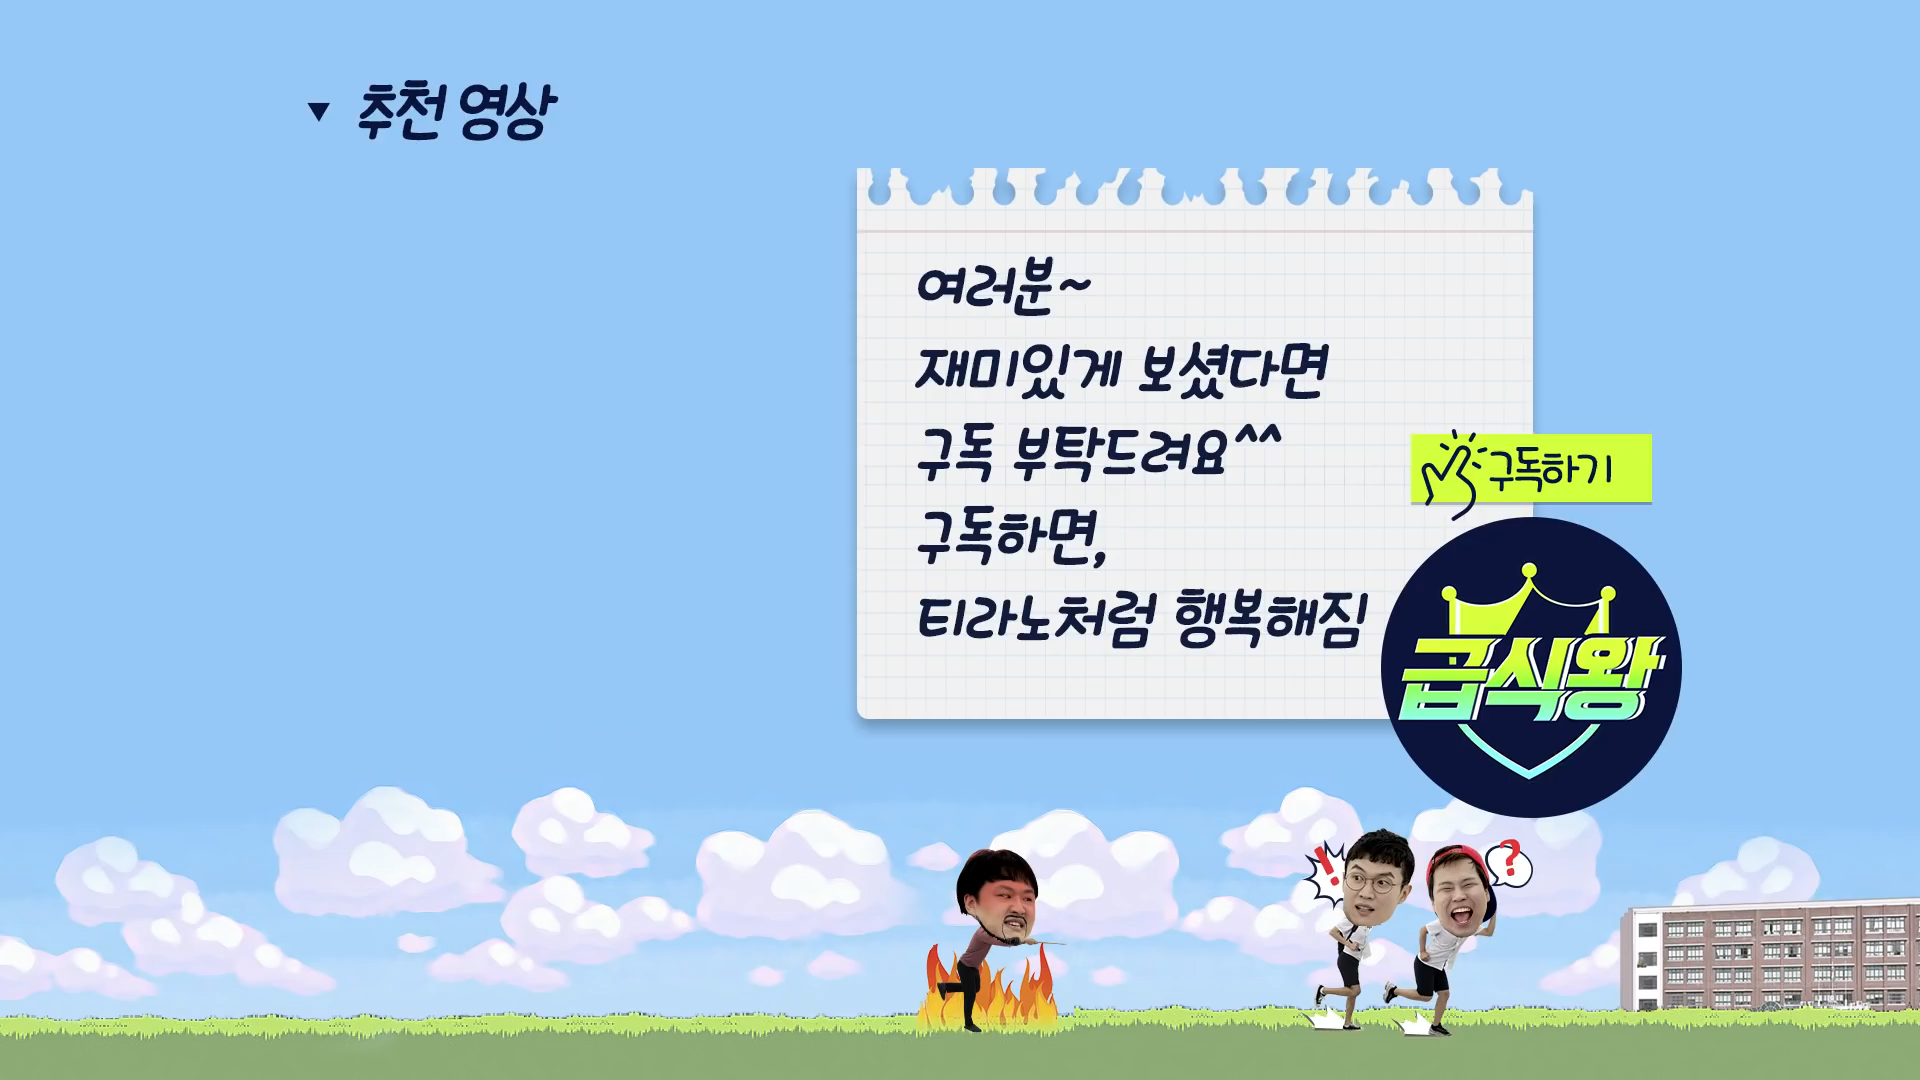 ▼ 추천 영상
여러분~
재미있게 보셨다면
구독 부탁드려요^^
구독하면,
티라노처럼 행복해짐
구독하기
급식왕
!
?